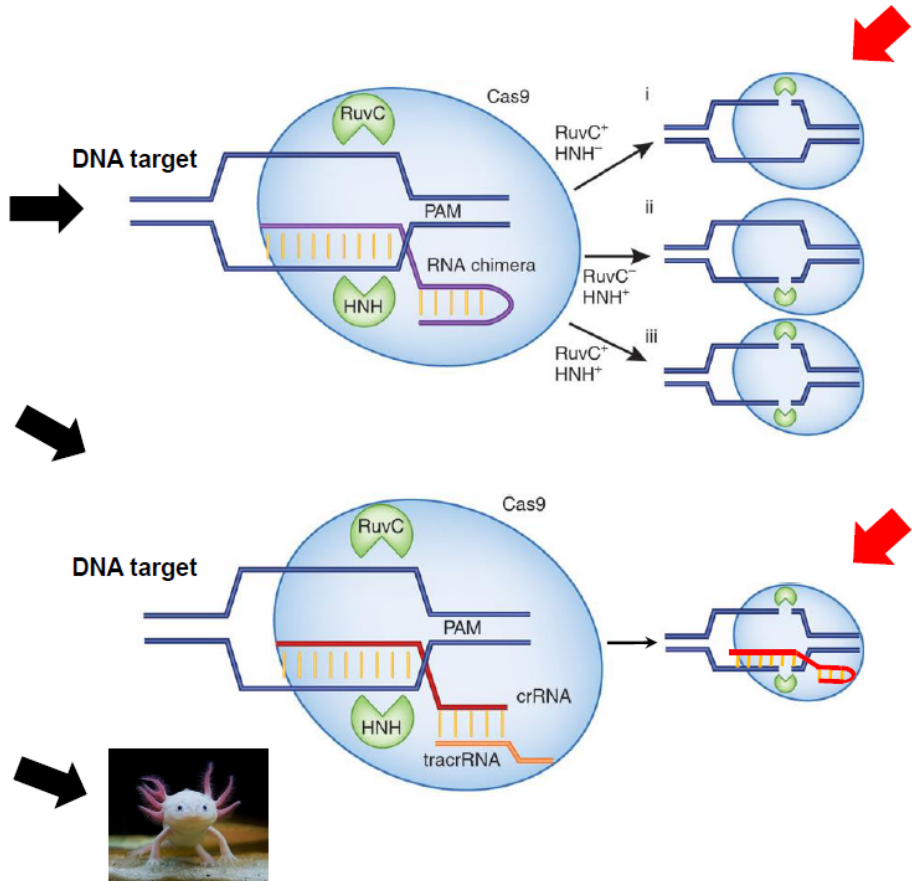 Cas9
RuvC
DNA target
PAM
RNA chimera
HNH
i
RuvC⁺
HNH⁻
ii
RuvC⁻
HNH⁺
iii
RuvC⁺
HNH⁺
Cas9
RuvC
DNA target
PAM
crRNA
HNH
tracrRNA